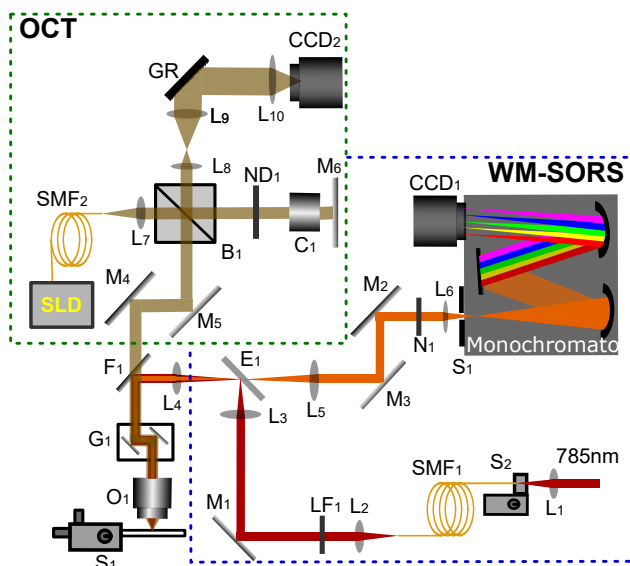 OCT
GR
CCD2
L9
L10
L8
ND1
M6
SMF2
L7
B1
C1
SLD
M4
M5
WM-SORS
CCD1
M2
L6
N1
S1
Monochromato
M3
F1
E1
L4
L3
L5
G1
O1
S1
M1
LF1
L2
SMF1
S2
785nm
L1